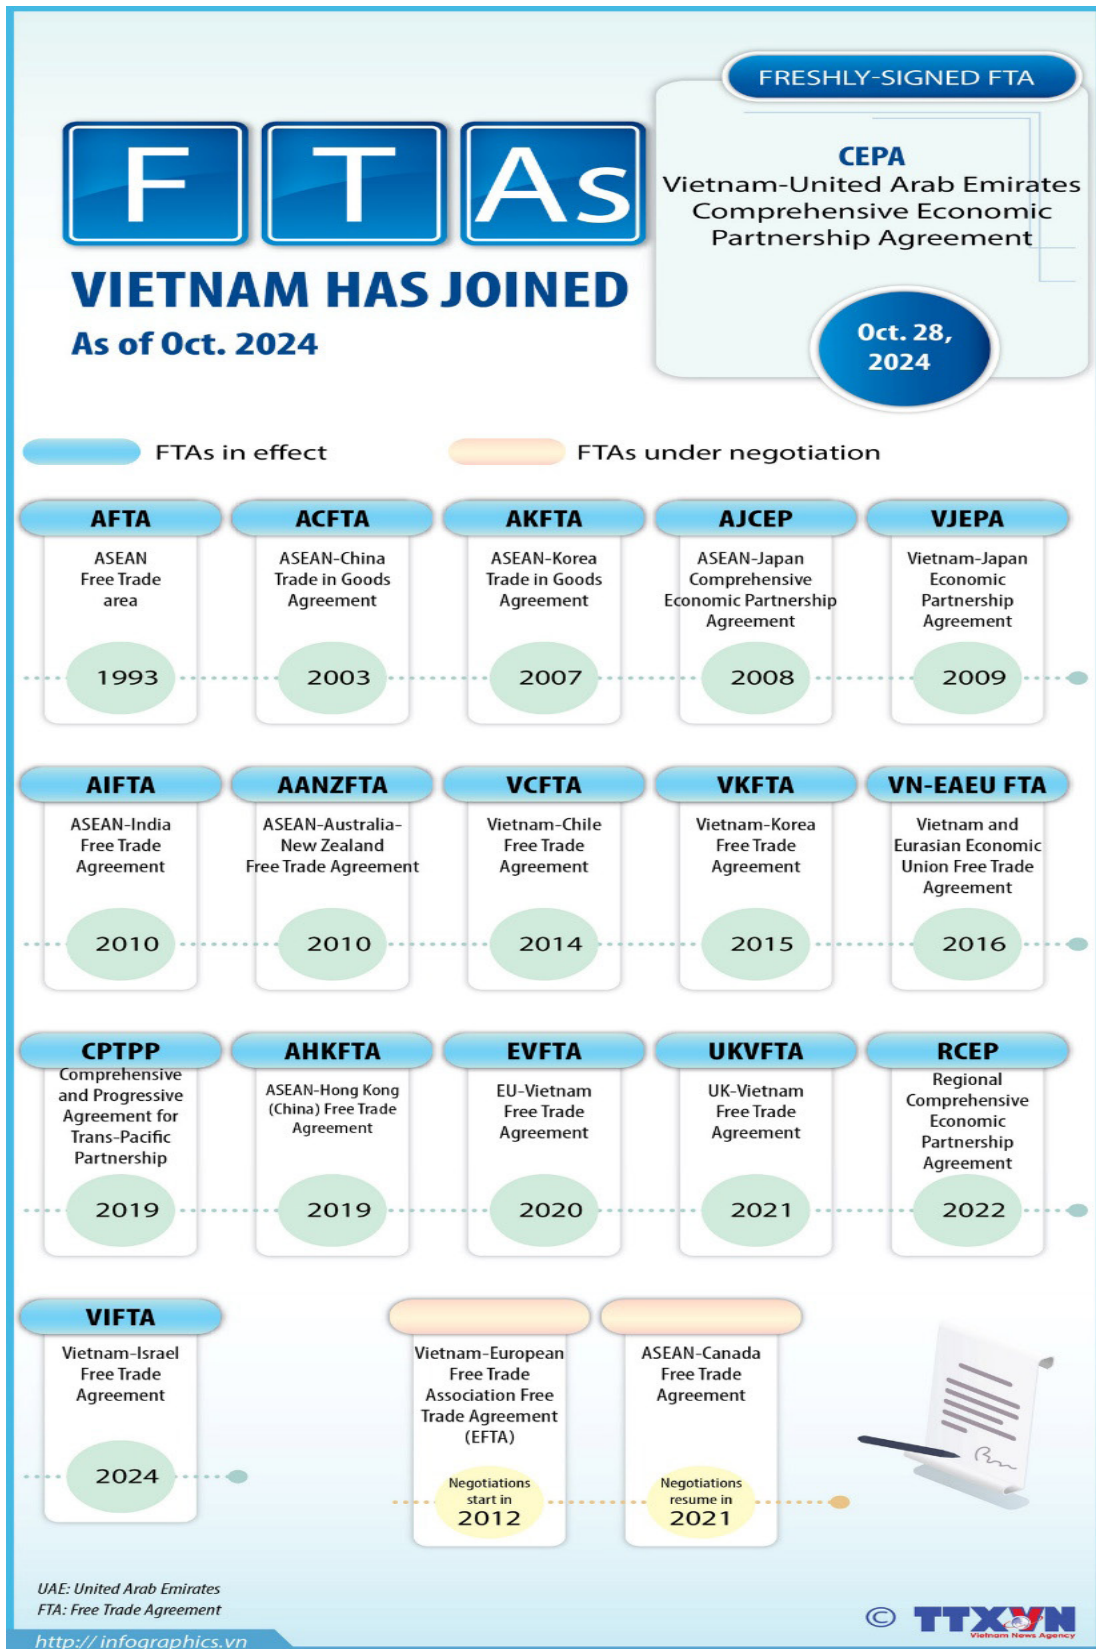 FRESHLY-SIGNED FTA
CEPA
Vietnam-United Arab Emirates
Comprehensive Economic
Partnership Agreement
Oct. 28,
2024
F T As
VIETNAM HAS JOINED
As of Oct. 2024
FTAs in effect
FTAs under negotiation
AFTA
ASEAN
Free Trade
area
1993
ACFTA
ASEAN-China
Trade in Goods
Agreement
2003
AKFTA
ASEAN-Korea
Trade in Goods
Agreement
2007
AJCEP
ASEAN-Japan
Comprehensive
Economic Partnership
Agreement
2008
VJEPA
Vietnam-Japan
Economic
Partnership
Agreement
2009
AIFTA
ASEAN-India
Free Trade
Agreement
2010
AANZFTA
ASEAN-Australia-
New Zealand
Free Trade Agreement
2010
VCFTA
Vietnam-Chile
Free Trade
Agreement
2014
VKFTA
Vietnam-Korea
Free Trade
Agreement
2015
VN-EAEU FTA
Vietnam and
Eurasian Economic
Union Free Trade
Agreement
2016
CPTPP
Comprehensive
and Progressive
Agreement for
Trans-Pacific
Partnership
2019
AHKFTA
ASEAN-Hong Kong
(China) Free Trade
Agreement
2019
EVFTA
EU-Vietnam
Free Trade
Agreement
2020
UKVFTA
UK-Vietnam
Free Trade
Agreement
2021
RCEP
Regional
Comprehensive
Economic
Partnership
Agreement
2022
VIFTA
Vietnam-Israel
Free Trade
Agreement
2024
Vietnam-European
Free Trade
Association Free
Trade Agreement
(EFTA)
Negotiations
start in
2012
ASEAN-Canada
Free Trade
Agreement
Negotiations
resume in
2021
UAE: United Arab Emirates
FTA: Free Trade Agreement
http://infographics.vn
© TTXVN
Vietnam News Agency